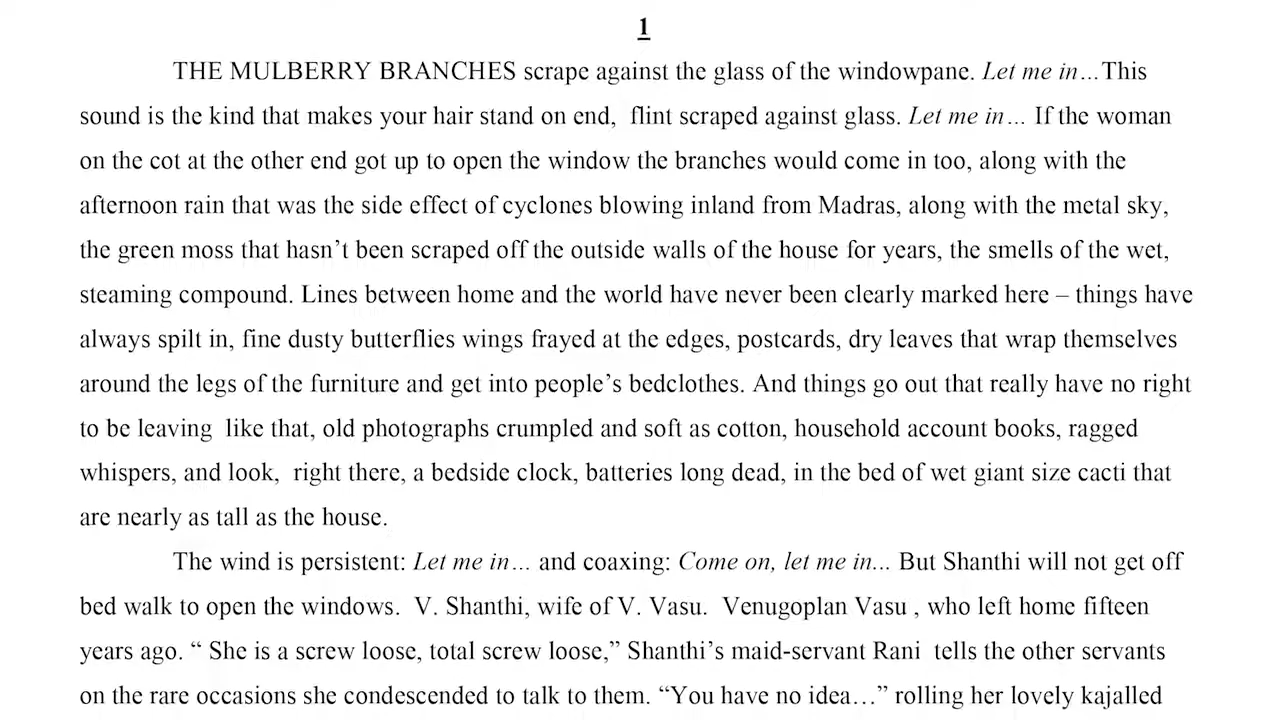 1
THE MULBERRY BRANCHES scrape against the glass of the windowpane. Let me in…This
sound is the kind that makes your hair stand on end,  flint scraped against glass. Let me in… If the woman
on the cot at the other end got up to open the window the branches would come in too, along with the
afternoon rain that was the side effect of cyclones blowing inland from Madras, along with the metal sky,
the green moss that hasn’t been scraped off the outside walls of the house for years, the smells of the wet,
steaming compound. Lines between home and the world have never been clearly marked here – things have
always spilt in, fine dusty butterflies wings frayed at the edges, postcards, dry leaves that wrap themselves
around the legs of the furniture and get into people’s bedclothes. And things go out that really have no right
to be leaving  like that, old photographs crumpled and soft as cotton, household account books, ragged
whispers, and look,  right there, a bedside clock, batteries long dead, in the bed of wet giant size cacti that
are nearly as tall as the house.
The wind is persistent: Let me in… and coaxing: Come on, let me in... But Shanthi will not get off
bed walk to open the windows.  V. Shanthi, wife of V. Vasu.  Venugoplan Vasu , who left home fifteen
years ago. “ She is a screw loose, total screw loose,” Shanthi’s maid-servant Rani  tells the other servants
on the rare occasions she condescended to talk to them. “You have no idea…” rolling her lovely kajalled